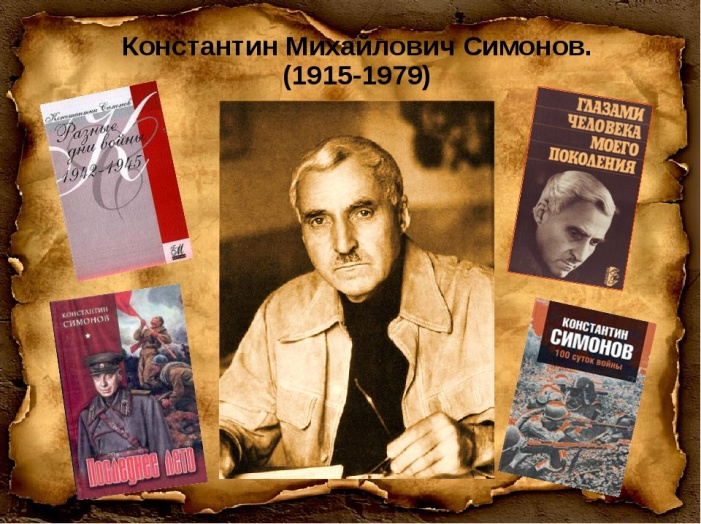 Константин Михайлович Симонов.
(1915-1979)
Константин Симонов
Разные
дни войны
1942-1945
ГЛАЗАМИ
ЧЕЛОВЕКА
МОЕГО
ПОКОЛЕНИЯ
КОНСТАНТИН
СИМОНОВ
Последнее лето
КОНСТАНТИН
СИМОНОВ
100 суток войны